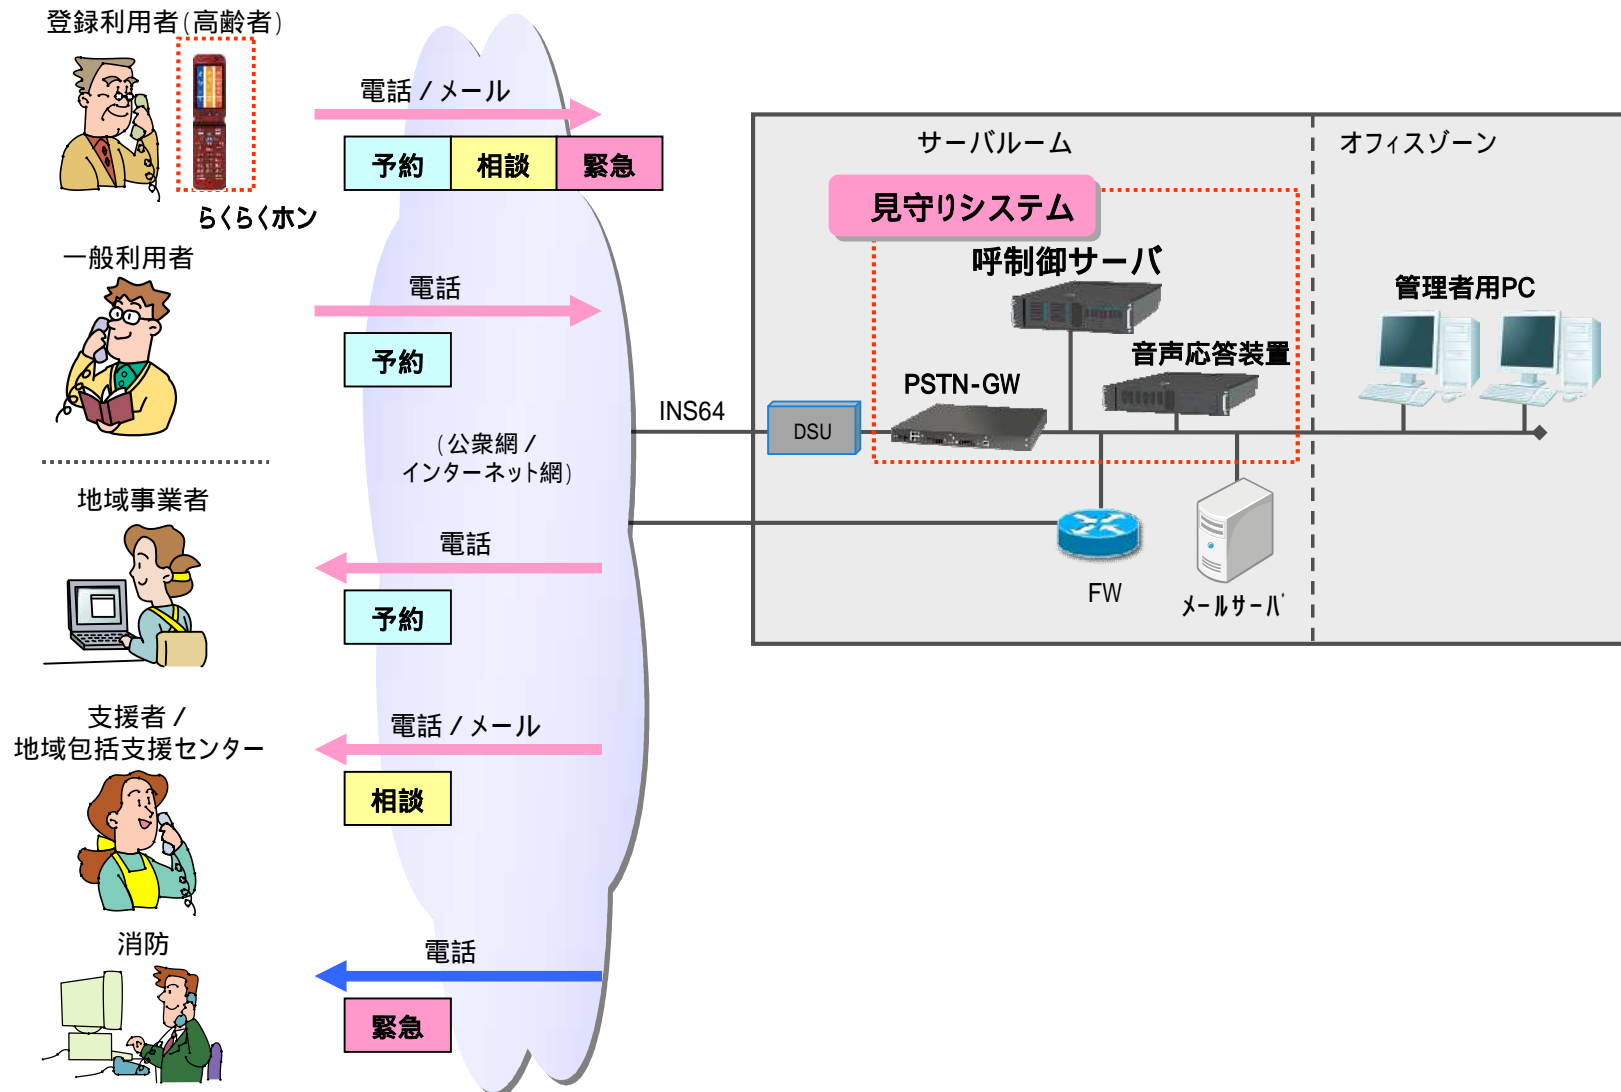 登録利用者(高齢者)
らくらくホン
電話 / メール
予約 相談 緊急
一般利用者
電話
予約
(公衆網 /
インターネット網)
地域事業者
電話
予約
支援者 /
地域包括支援センター
電話 / メール
相談
消防
電話
緊急
サーバルーム
オフィスゾーン
見守りシステム
呼制御サーバ
音声応答装置
PSTN-GW
INS64
DSU
FW
メールサーバ
管理者用PC